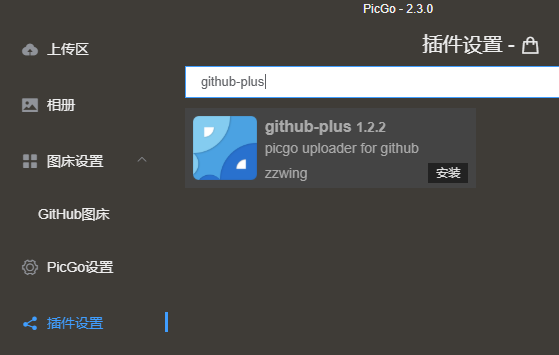 PicGo - 2.3.0
插件设置 -
上传区
github-plus
相册
github-plus 1.2.2
picgo uploader for github
zzwing
安装
图床设置
GitHub图床
PicGo设置
插件设置